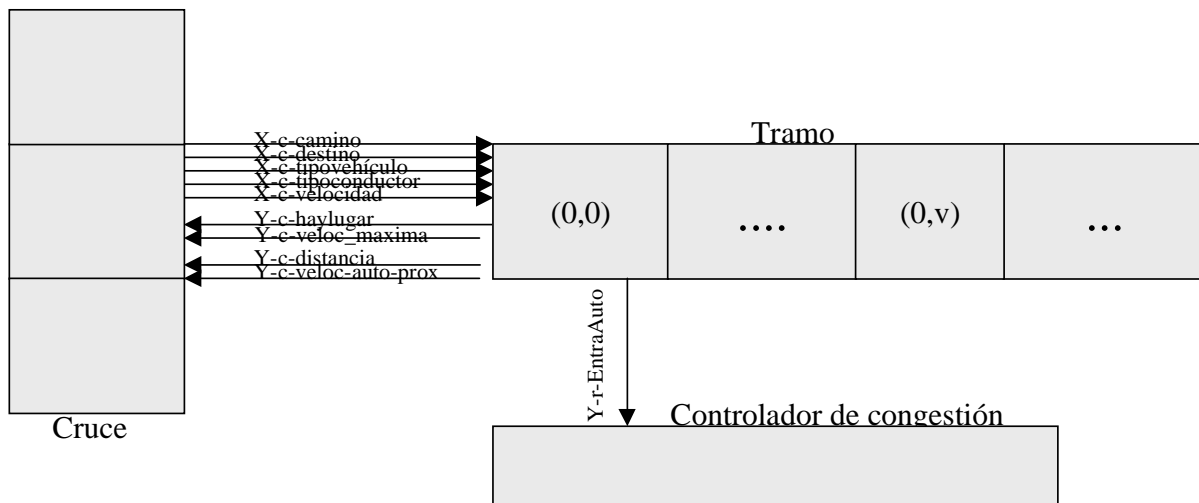 X-c-camino
X-c-destino
X-c-tipovehículo
X-c-tipoconductor
X-c-velocidad
Y-c-haylugar
Y-c-veloc_maxima
Y-c-distancia
Y-c-veloc-auto-prox
Tramo
(0,0)
....
(0,v)
...
Y-r-EntraAuto
Cruce
Controlador de congestión